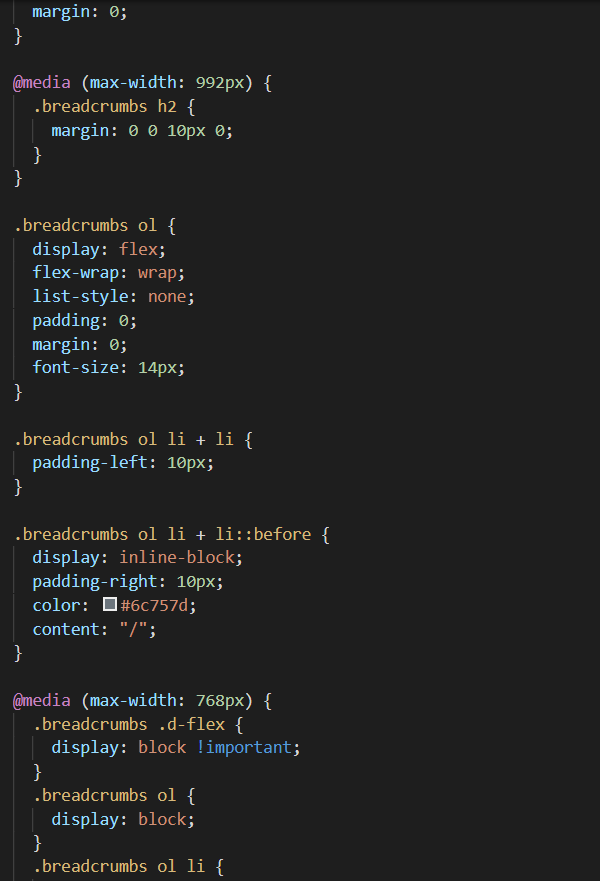 margin: 0;
}
@media (max-width: 992px) {
.breadcrumbs h2 {
margin: 0 0 10px 0;
}
}
.breadcrumbs ol {
display: flex;
flex-wrap: wrap;
list-style: none;
padding: 0;
margin: 0;
font-size: 14px;
}
.breadcrumbs ol li + li {
padding-left: 10px;
}
.breadcrumbs ol li + li::before {
display: inline-block;
padding-right: 10px;
color: #6c757d;
content: "/";
}
@media (max-width: 768px) {
.breadcrumbs .d-flex {
display: block !important;
}
.breadcrumbs ol {
display: block;
}
.breadcrumbs ol li {